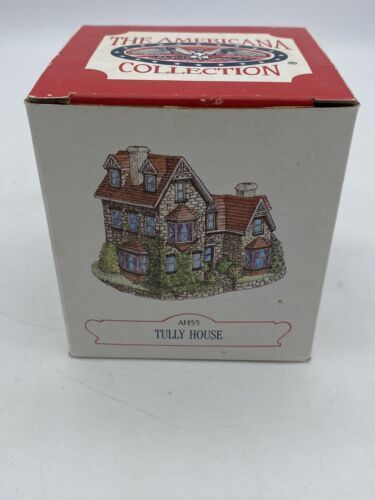 THE AMERICANA
COLLECTION®
AH55
TULLY HOUSE